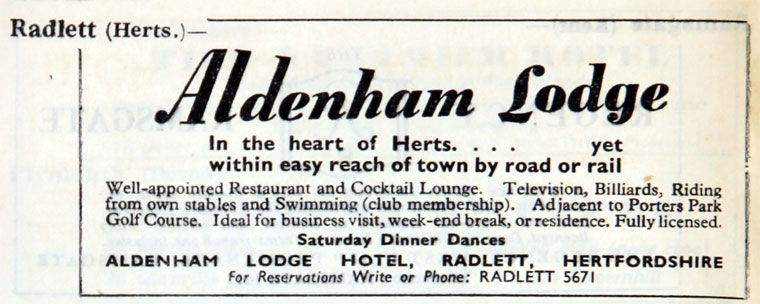 Radlett (Herts.)—
Aldenham Lodge
In the heart of Herts. . . . yet
within easy reach of town by road or rail
Well-appointed Restaurant and Cocktail Lounge. Television, Billiards, Riding
from own stables and Swimming (club membership). Adjacent to Porters Park
Golf Course. Ideal for business visit, week-end break, or residence. Fully licensed.
Saturday Dinner Dances
ALDENHAM LODGE HOTEL, RADLETT, HERTFORDSHIRE
For Reservations Write or Phone: RADLETT 5671